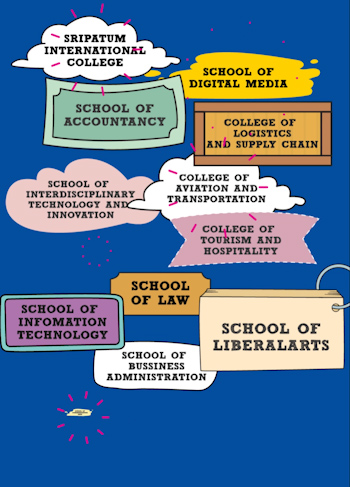 SRIPATUM
INTERNATIONAL
COLLEGE
SCHOOL OF
DIGITAL MEDIA
SCHOOL OF
ACCOUNTANCY
COLLEGE OF
LOGISTICS
AND SUPPLY CHAIN
SCHOOL OF
INTERDISCIPLINARY
TECHNOLOGY AND
INNOVATION
COLLEGE OF
AVIATION AND
TRANSPORTATION
COLLEGE OF
TOURISM AND
HOSPITALITY
SCHOOL
OF LAW
SCHOOL OF
INFOMATION
TECHNOLOGY
SCHOOL OF
LIBERALARTS
SCHOOL OF
BUSSINESS
ADMINISTRATION